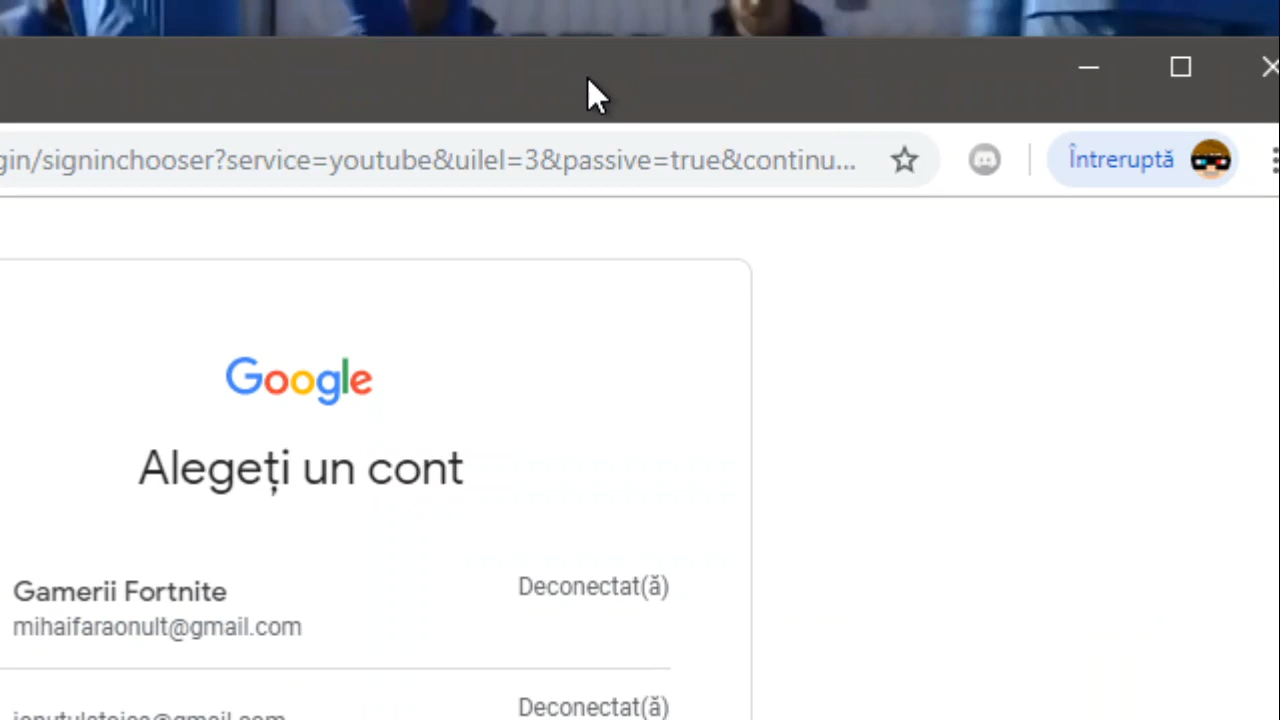 gin/signinchooser?service=youtube&uilel=3&passive=true&continu...
Întreruptă
Google
Alegeți un cont
Gamerii Fortnite
Deconectat(ă)
mihaifaraonult@gmail.com
Deconectat(ă)